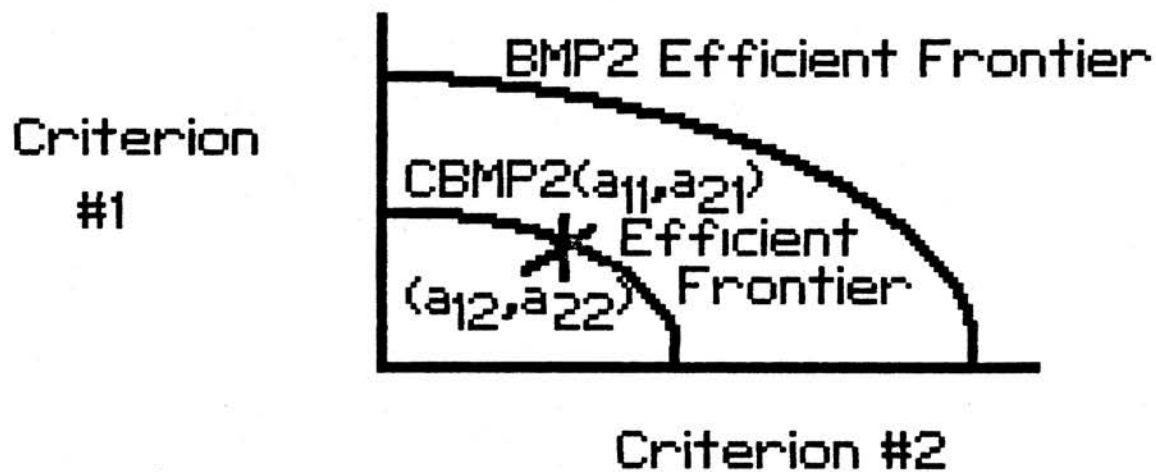 BMP2 Efficient Frontier
Criterion
#1
CBMP2(a11,a21)
Efficient
Frontier
(a12,a22)
Criterion #2